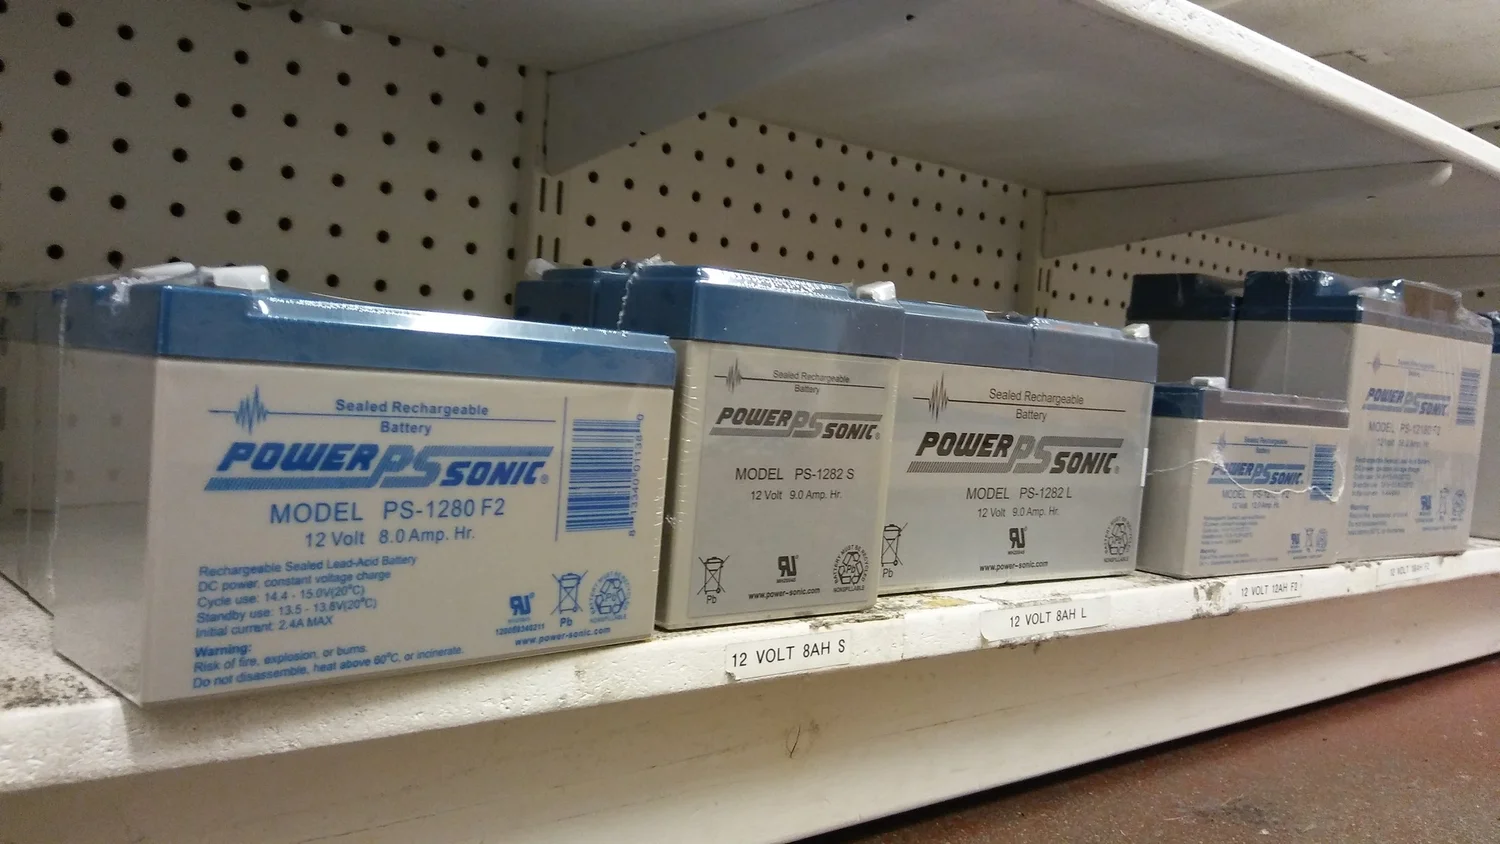 Sealed Rechargeable
Battery
POWER PS SONIC®
MODEL PS-1280 F2
12 Volt 8.0 Amp. Hr.
Rechargeable Sealed Lead-Acid Battery
DC power, constant voltage charge
Cycle use: 14.4 - 15.0V(20°C)
Standby use: 13.5 - 13.8V(20°C)
Initial current: 2.4A MAX
Warning:
Risk of fire, explosion, or burns.
Do not disassemble, heat above 60°C, or incinerate.
Pb
www.power-sonic.com
Sealed Rechargeable
Battery
POWER PS SONIC®
MODEL PS-1282 S
12 Volt 9.0 Amp. Hr.
Pb
www.power-sonic.com
Sealed Rechargeable
Battery
POWER PS SONIC
MODEL PS-1282 L
12 Volt 9.0 Amp. Hr.
Pb
www.power-sonic.com
POWER PS SONIC
MODEL
POWER PS SONIC
MODEL
12 VOLT 8AH S
12 VOLT 8AH L
12 VOLT 12AH F2